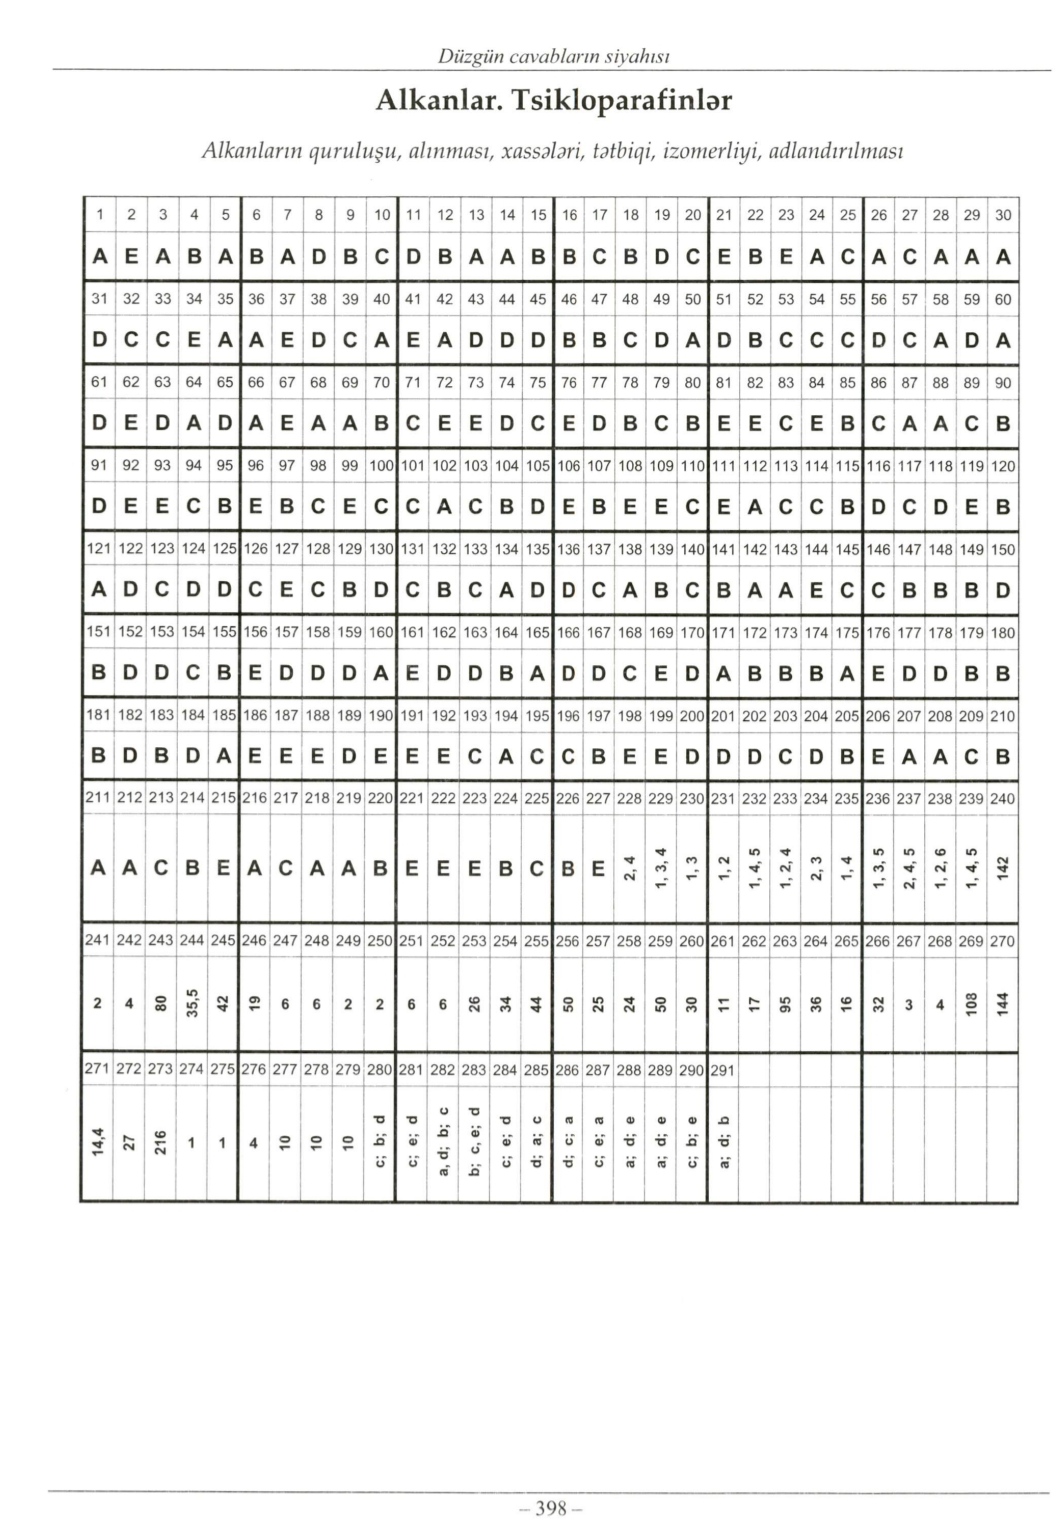 Düzgün cavabların siyahısı
Alkanlar. Tsikloparafinlər
Alkanların quruluşu, alınması, xassələri, tətbiqi, izomerliyi, adlandırılması
1 2 3 4 5 6 7 8 9 10 11 12 13 14 15 16 17 18 19 20 21 22 23 24 25 26 27 28 29 30
A E A B A B A D B C D B A A B B C B D C E B E A C A C A A A
31 32 33 34 35 36 37 38 39 40 41 42 43 44 45 46 47 48 49 50 51 52 53 54 55 56 57 58 59 60
D C C E A A E D C A E A D D D B B C D A D B C C C D C A D A
61 62 63 64 65 66 67 68 69 70 71 72 73 74 75 76 77 78 79 80 81 82 83 84 85 86 87 88 89 90
D E D A D A E A A B C E E D C E D B C B E E C E B C A A C B
91 92 93 94 95 96 97 98 99 100 101 102 103 104 105 106 107 108 109 110 111 112 113 114 115 116 117 118 119 120
D E E C B E B C E C C A C B D E B E E C E A C C B D C D E B
121 122 123 124 125 126 127 128 129 130 131 132 133 134 135 136 137 138 139 140 141 142 143 144 145 146 147 148 149 150
A D C D D C E C B D C B C A D D C A B C B A A E C C B B B D
151 152 153 154 155 156 157 158 159 160 161 162 163 164 165 166 167 168 169 170 171 172 173 174 175 176 177 178 179 180
B D D C B E D D D A E D D B A D D C E D A B B B A E D D B B
181 182 183 184 185 186 187 188 189 190 191 192 193 194 195 196 197 198 199 200 201 202 203 204 205 206 207 208 209 210
B D B D A E E E D E E E C A C C B E E D D D C D B E A A C B
211 212 213 214 215 216 217 218 219 220 221 222 223 224 225 226 227 228 229 230 231 232 233 234 235 236 237 238 239 240
A A C B E A C A A B E E E B C B E 2, 4 1, 3, 4 1, 3 1, 2 1, 4, 5 1, 2, 4 2, 3 1, 4 1, 3, 5 2, 4, 5 1, 2, 6 1, 4, 5 142
241 242 243 244 245 246 247 248 249 250 251 252 253 254 255 256 257 258 259 260 261 262 263 264 265 266 267 268 269 270
2 4 80 35,5 42 19 6 6 2 2 6 6 26 34 44 50 25 24 50 30 11 17 95 36 16 32 3 4 108 144
271 272 273 274 275 276 277 278 279 280 281 282 283 284 285 286 287 288 289 290 291
14,4 27 216 1 1 4 10 10 10 c; b; d c; e; d a, d; b; c b; c, e; d c; e; d d; a; c d; c; a c; e; a a; d; e a; d; e c; b; e a; d; b
– 398 –